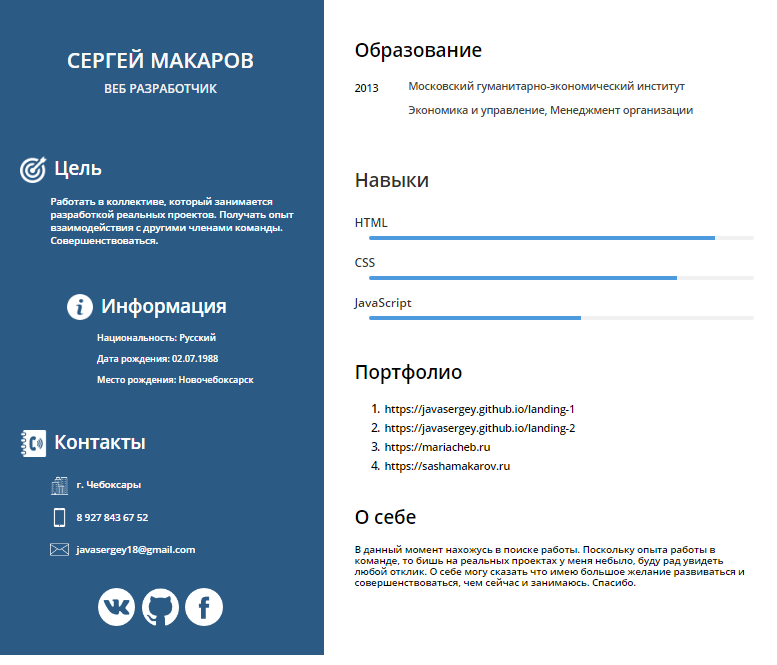 СЕРГЕЙ МАКАРОВ
ВЕБ РАЗРАБОТЧИК
Цель
Работать в коллективе, который занимается
разработкой реальных проектов. Получать опыт
взаимодействия с другими членами команды.
Совершенствоваться.
Информация
Национальность: Русский
Дата рождения: 02.07.1988
Место рождения: Новочебоксарск
Контакты
г. Чебоксары
8 927 843 67 52
javasergey18@gmail.com
Образование
2013 Московский гуманитарно-экономический институт
Экономика и управление, Менеджмент организации
Навыки
HTML
CSS
JavaScript
Портфолио
1. https://javasergey.github.io/landing-1
2. https://javasergey.github.io/landing-2
3. https://mariacheb.ru
4. https://sashamakarov.ru
О себе
В данный момент нахожусь в поиске работы. Поскольку опыта работы в
команде, то бишь на реальных проектах у меня небыло, буду рад увидеть
любой отклик. О себе могу сказать что имею большое желание развиваться и
совершенствоваться, чем сейчас и занимаюсь. Спасибо.